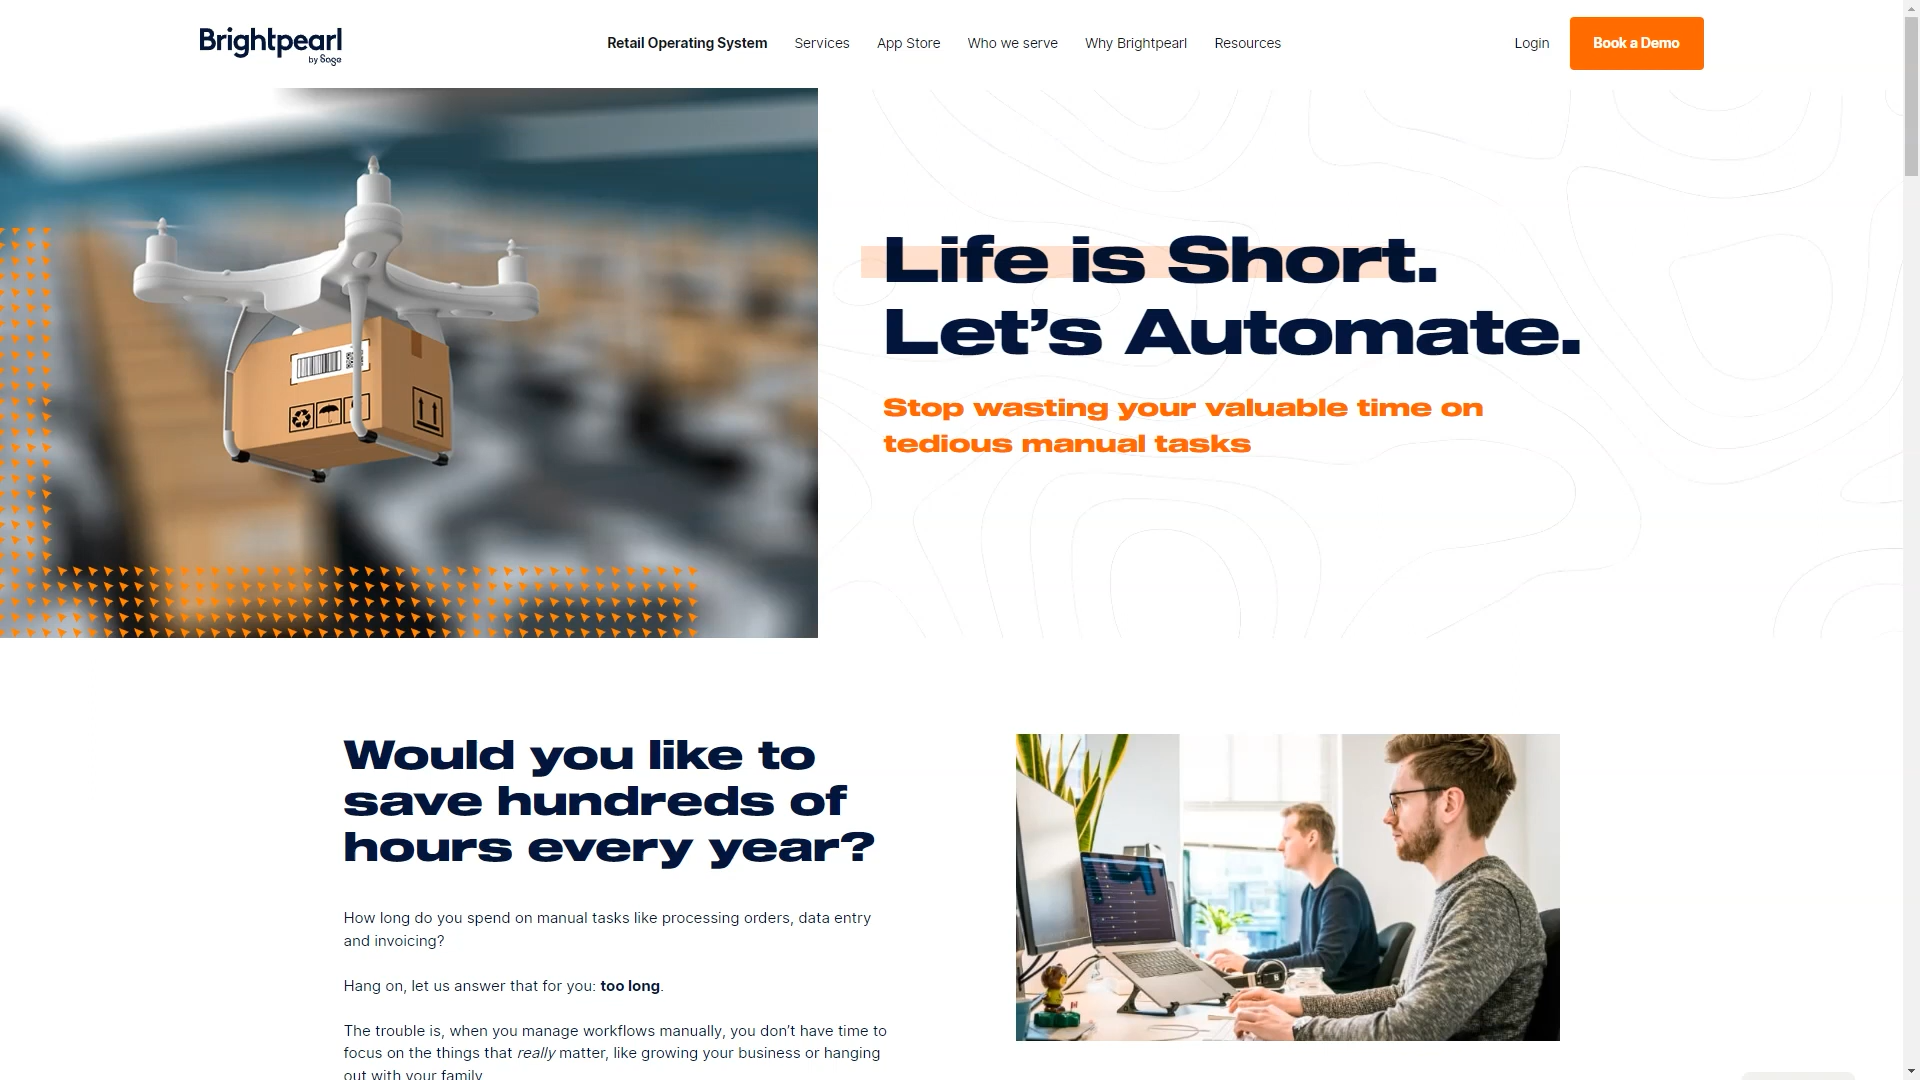 Brightpearl
by Sage
Retail Operating System
Services
App Store
Who we serve
Why Brightpearl
Resources
Login
Book a Demo
Life is Short.
Let’s Automate.
Stop wasting your valuable time on
tedious manual tasks
Would you like to
save hundreds of
hours every year?
How long do you spend on manual tasks like processing orders, data entry
and invoicing?
Hang on, let us answer that for you: too long.
The trouble is, when you manage workflows manually, you don’t have time to
focus on the things that really matter, like growing your business or hanging
out with your family